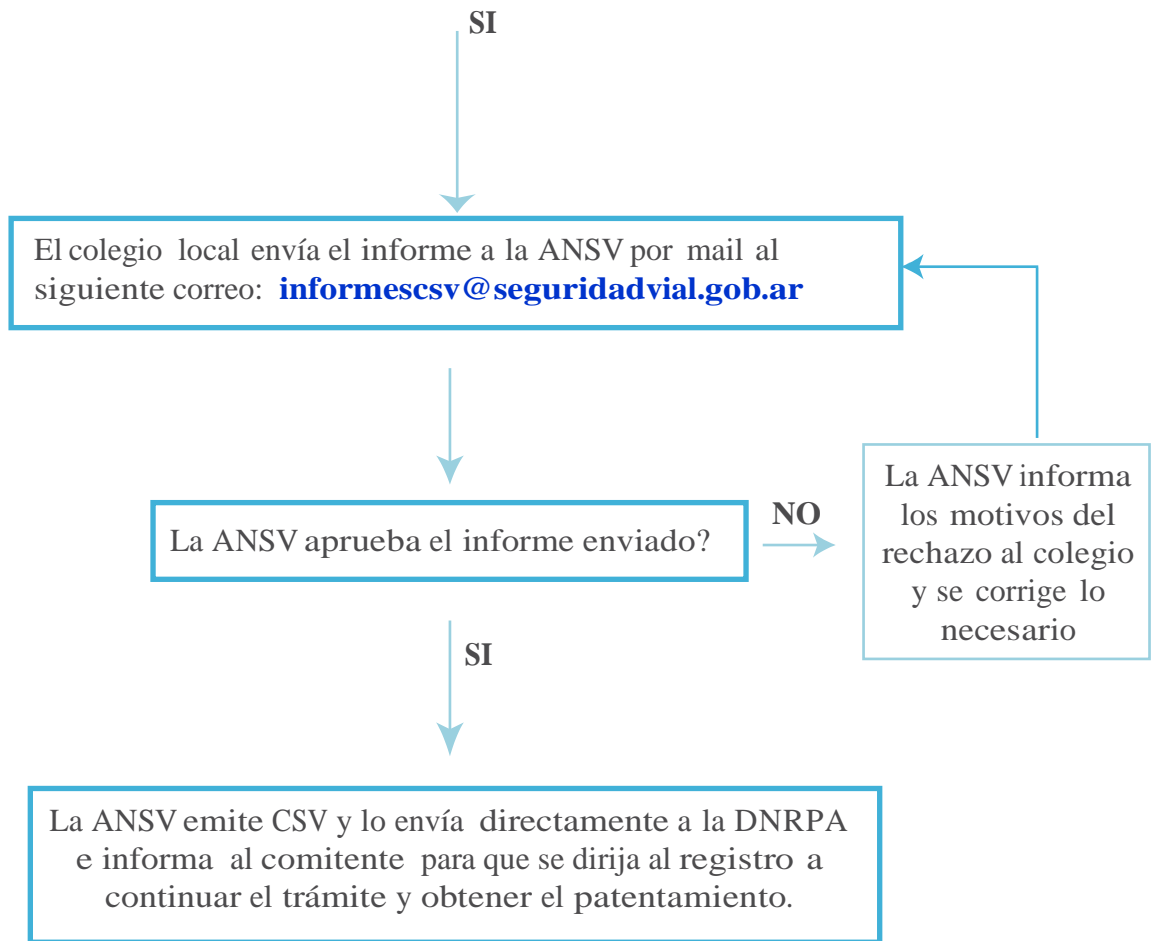 SI
El colegio local envía el informe a la ANSV por mail al
siguiente correo: informescsv@seguridadvial.gob.ar
La ANSV aprueba el informe enviado?
NO
La ANSV informa
los motivos del
rechazo al colegio
y se corrige lo
necesario
SI
La ANSV emite CSV y lo envía directamente a la DNRPA
e informa al comitente para que se dirija al registro a
continuar el trámite y obtener el patentamiento.